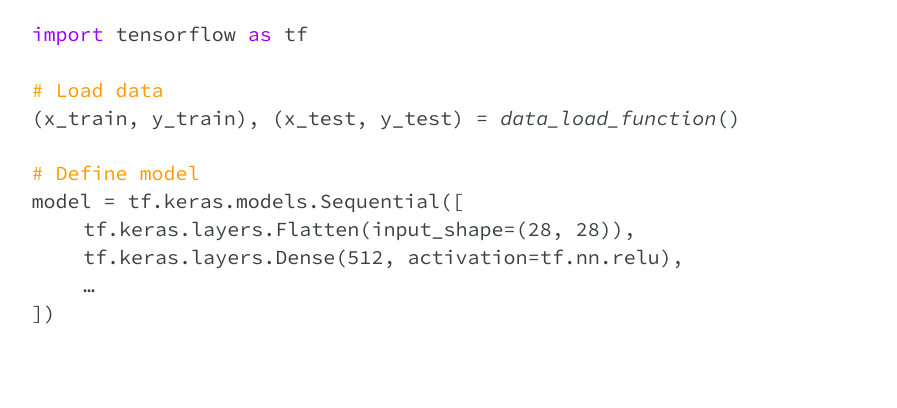 import tensorflow as tf
# Load data
(x_train, y_train), (x_test, y_test) = data_load_function()
# Define model
model = tf.keras.models.Sequential([
tf.keras.layers.Flatten(input_shape=(28, 28)),
tf.keras.layers.Dense(512, activation=tf.nn.relu),
…
])